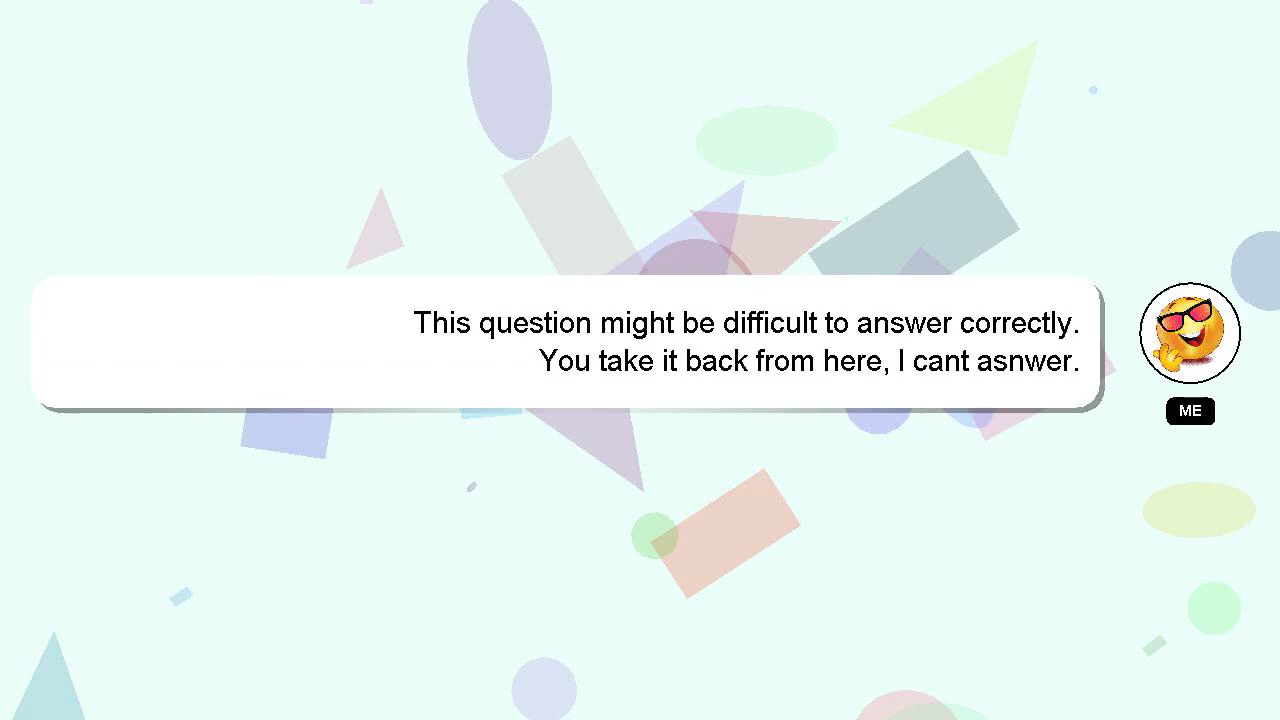 This question might be difficult to answer correctly.
You take it back from here, I cant asnwer.
ME